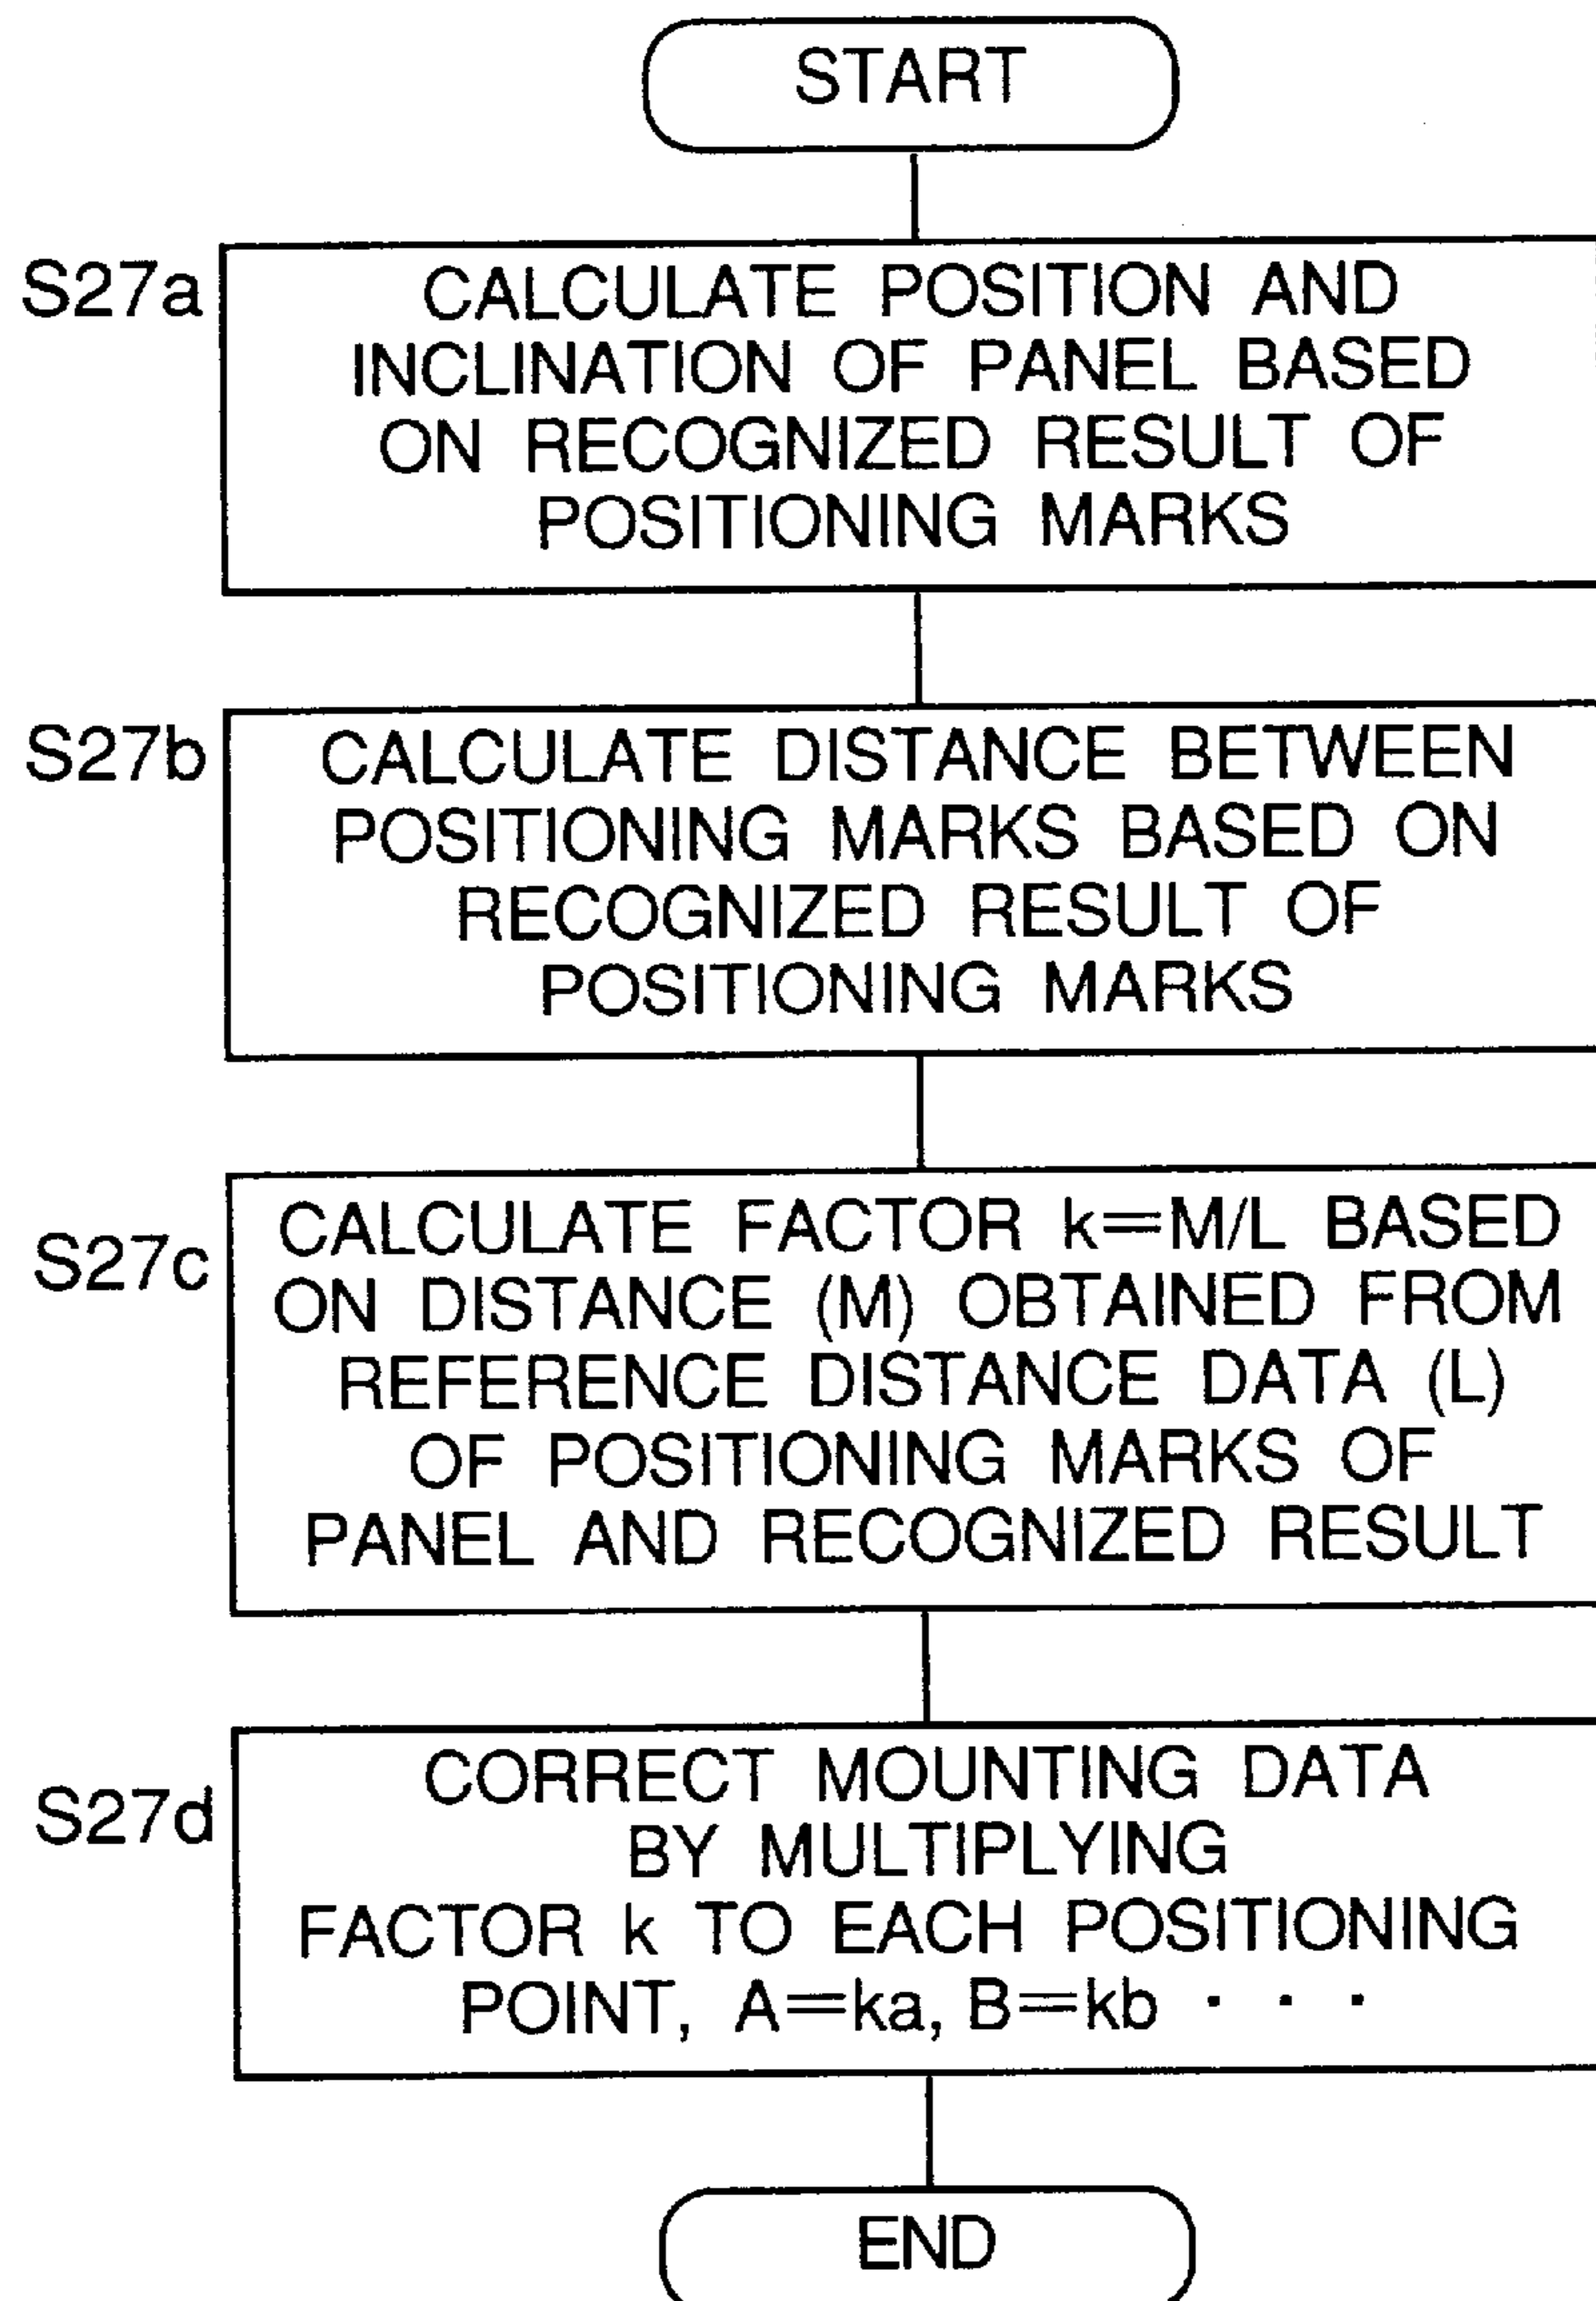 START
S27a
CALCULATE POSITION AND
INCLINATION OF PANEL BASED
ON RECOGNIZED RESULT OF
POSITIONING MARKS
S27b
CALCULATE DISTANCE BETWEEN
POSITIONING MARKS BASED ON
RECOGNIZED RESULT OF
POSITIONING MARKS
S27c
CALCULATE FACTOR k=M/L BASED
ON DISTANCE (M) OBTAINED FROM
REFERENCE DISTANCE DATA (L)
OF POSITIONING MARKS OF
PANEL AND RECOGNIZED RESULT
S27d
CORRECT MOUNTING DATA
BY MULTIPLYING
FACTOR k TO EACH POSITIONING
POINT, A=ka, B=kb · · ·
END